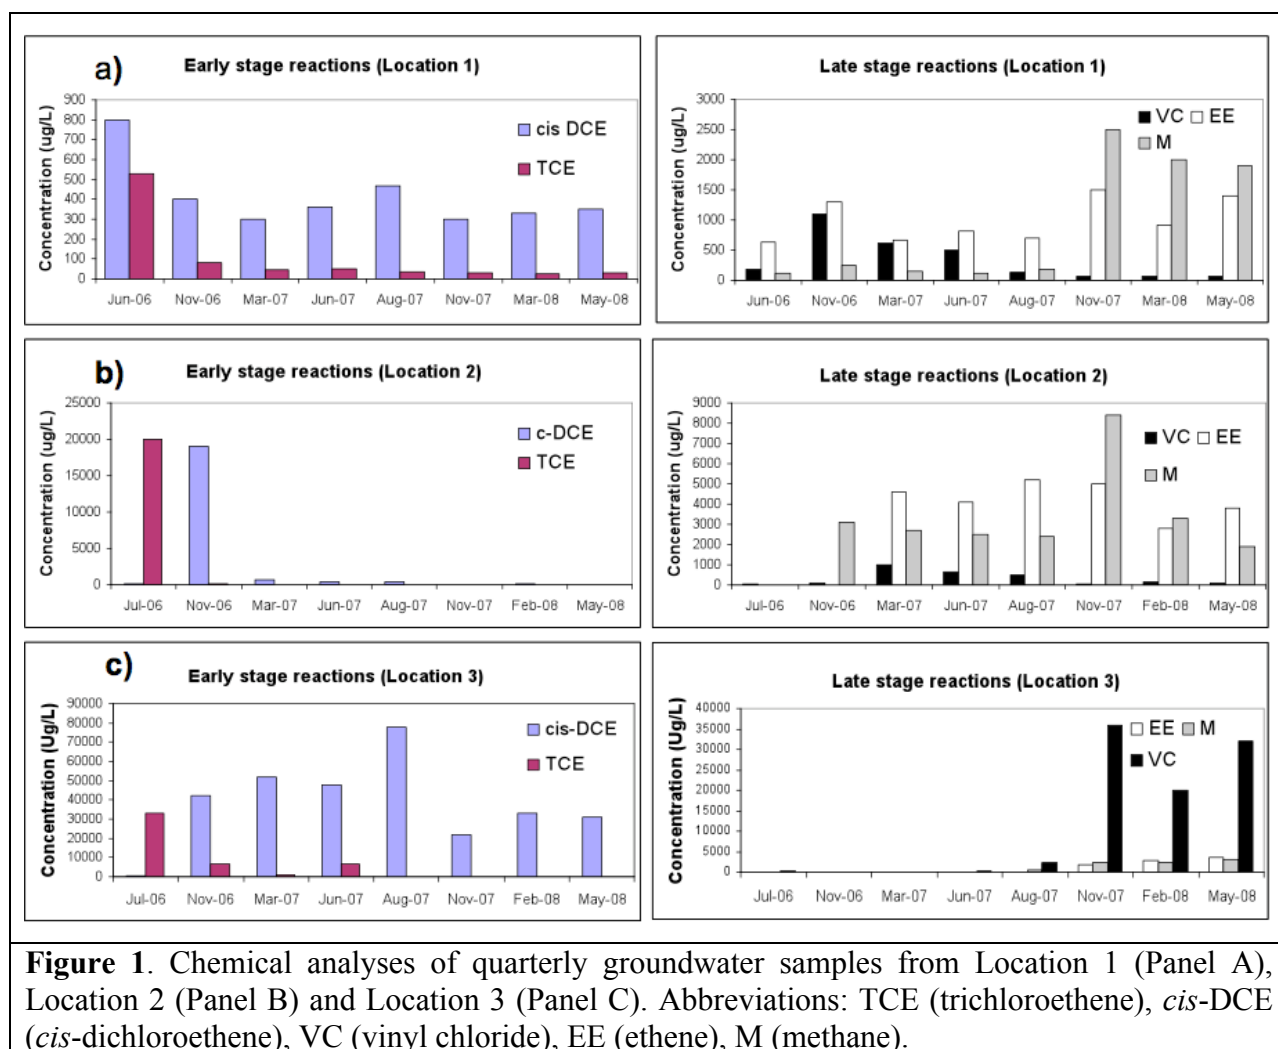 a)
Early stage reactions (Location 1)
Concentration (ug/L)
900
800
700
600
500
400
300
200
100
0
cis DCE
TCE
Jun-06 Nov-06 Mar-07 Jun-07 Aug-07 Nov-07 Mar-08 May-08
Late stage reactions (Location 1)
Concentration (ug/L)
3000
2500
2000
1500
1000
500
0
VC EE
M
Jun-06 Nov-06 Mar-07 Jun-07 Aug-07 Nov-07 Mar-08 May-08
b)
Early stage reactions (Location 2)
Concentration (ug/L)
25000
20000
15000
10000
5000
0
c-DCE
TCE
Jul-06 Nov-06 Mar-07 Jun-07 Aug-07 Nov-07 Feb-08 May-08
Late stage reactions (Location 2)
Concentration (ug/L)
9000
8000
7000
6000
5000
4000
3000
2000
1000
0
VC EE
M
Jul-06 Nov-06 Mar-07 Jun-07 Aug-07 Nov-07 Feb-08 May-08
c)
Early stage reactions (Location 3)
Concentration (Ug/L)
90000
80000
70000
60000
50000
40000
30000
20000
10000
0
cis-DCE
TCE
Jul-06 Nov-06 Mar-07 Jun-07 Aug-07 Nov-07 Feb-08 May-08
Late stage reactions (Location 3)
Concentration (Ug/L)
40000
35000
30000
25000
20000
15000
10000
5000
0
EE M
VC
Jul-06 Nov-06 Mar-07 Jun-07 Aug-07 Nov-07 Feb-08 May-08
Figure 1. Chemical analyses of quarterly groundwater samples from Location 1 (Panel A),
Location 2 (Panel B) and Location 3 (Panel C). Abbreviations: TCE (trichloroethene), cis-DCE
(cis-dichloroethene), VC (vinyl chloride), EE (ethene), M (methane).